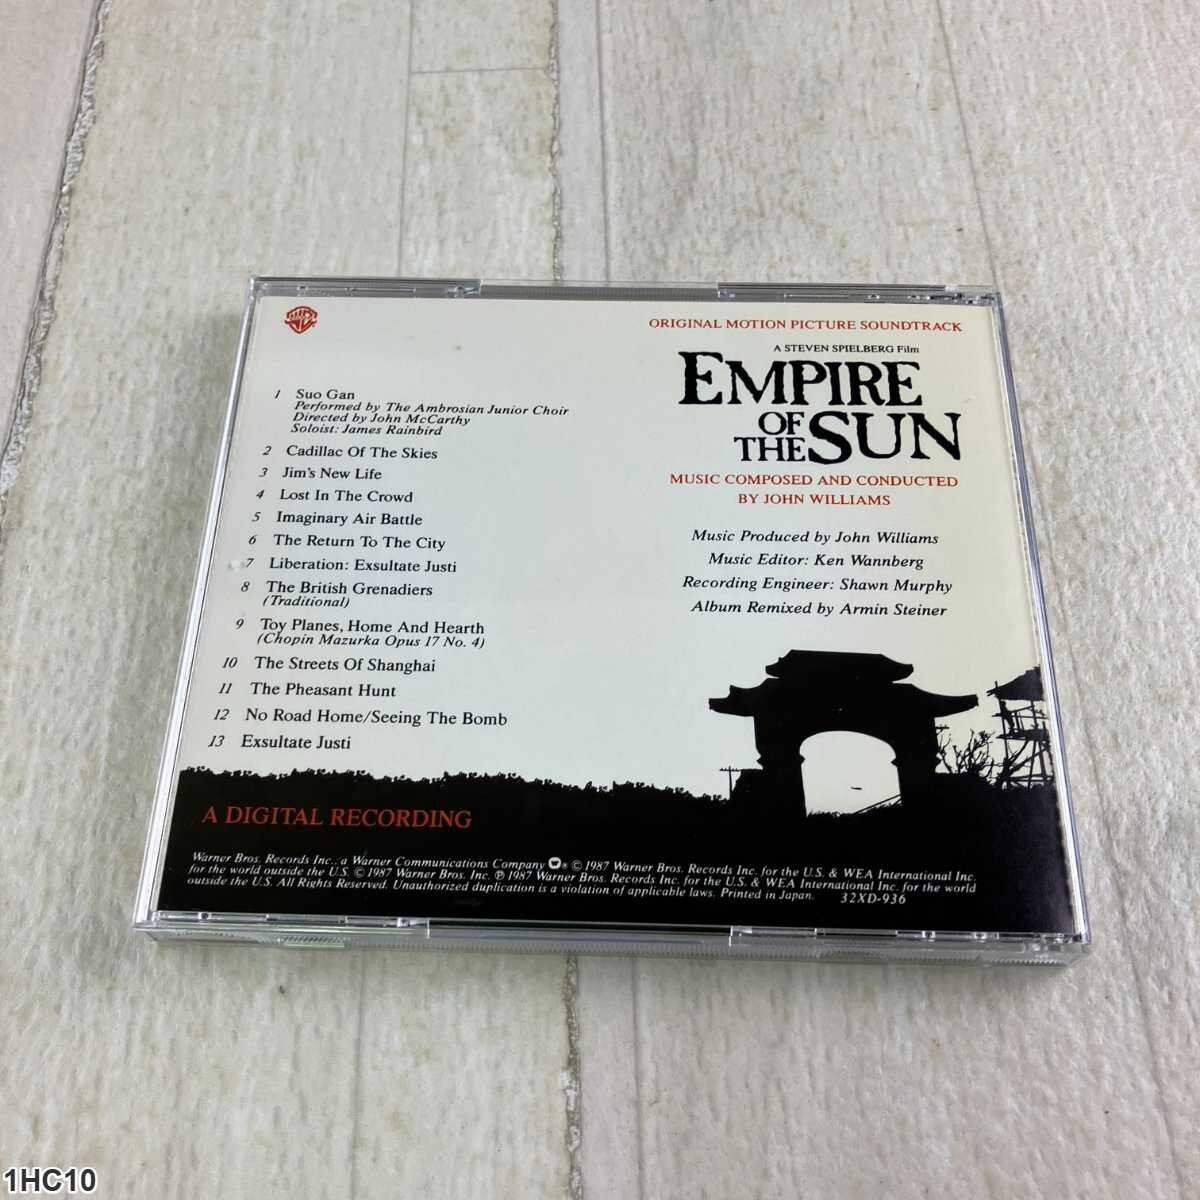 ORIGINAL MOTION PICTURE SOUNDTRACK
A STEVEN SPIELBERG Film
EMPIRE
OF
THE SUN
MUSIC COMPOSED AND CONDUCTED
BY JOHN WILLIAMS
Music Produced by John Williams
Music Editor: Ken Wannberg
Recording Engineer: Shawn Murphy
Album Remixed by Armin Steiner
1 Suo Gan
Performed by The Ambrosian Junior Choir
Directed by John McCarthy
Soloist: James Rainbird
2 Cadillac Of The Skies
3 Jim's New Life
4 Lost In The Crowd
5 Imaginary Air Battle
6 The Return To The City
7 Liberation: Exsultate Justi
8 The British Grenadiers
(Traditional)
9 Toy Planes, Home And Hearth
(Chopin Mazurka Opus 17 No. 4)
10 The Streets Of Shanghai
11 The Pheasant Hunt
12 No Road Home/Seeing The Bomb
13 Exsultate Justi
A DIGITAL RECORDING
Warner Bros. Records Inc., a Warner Communications Company ® © 1987 Warner Bros. Records Inc. for the U.S. & WEA International Inc.
for the world outside the U.S. © 1987 Warner Bros. Inc. ℗ 1987 Warner Bros. Records Inc. for the U.S. & WEA International Inc. for the world
outside the U.S. All Rights Reserved. Unauthorized duplication is a violation of applicable laws. Printed in Japan. 32XD-936
1HC10